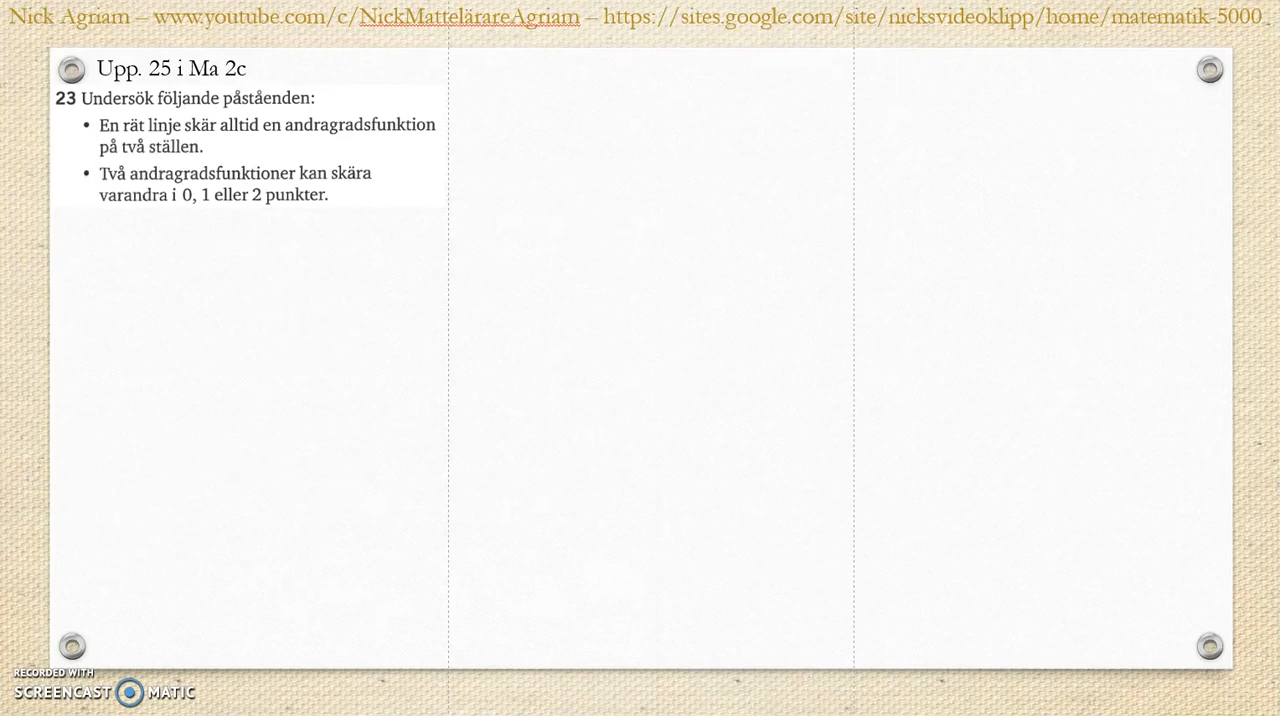 Nick Agriam – www.youtube.com/c/NickMattelärareAgriam – https://sites.google.com/site/nicksvideoklipp/home/matematik-5000
Upp. 25 i Ma 2c
23 Undersök följande påståenden:
• En rät linje skär alltid en andragradsfunktion
på två ställen.
• Två andragradsfunktioner kan skära
varandra i 0, 1 eller 2 punkter.
RECORDED WITH
SCREENCAST MATIC